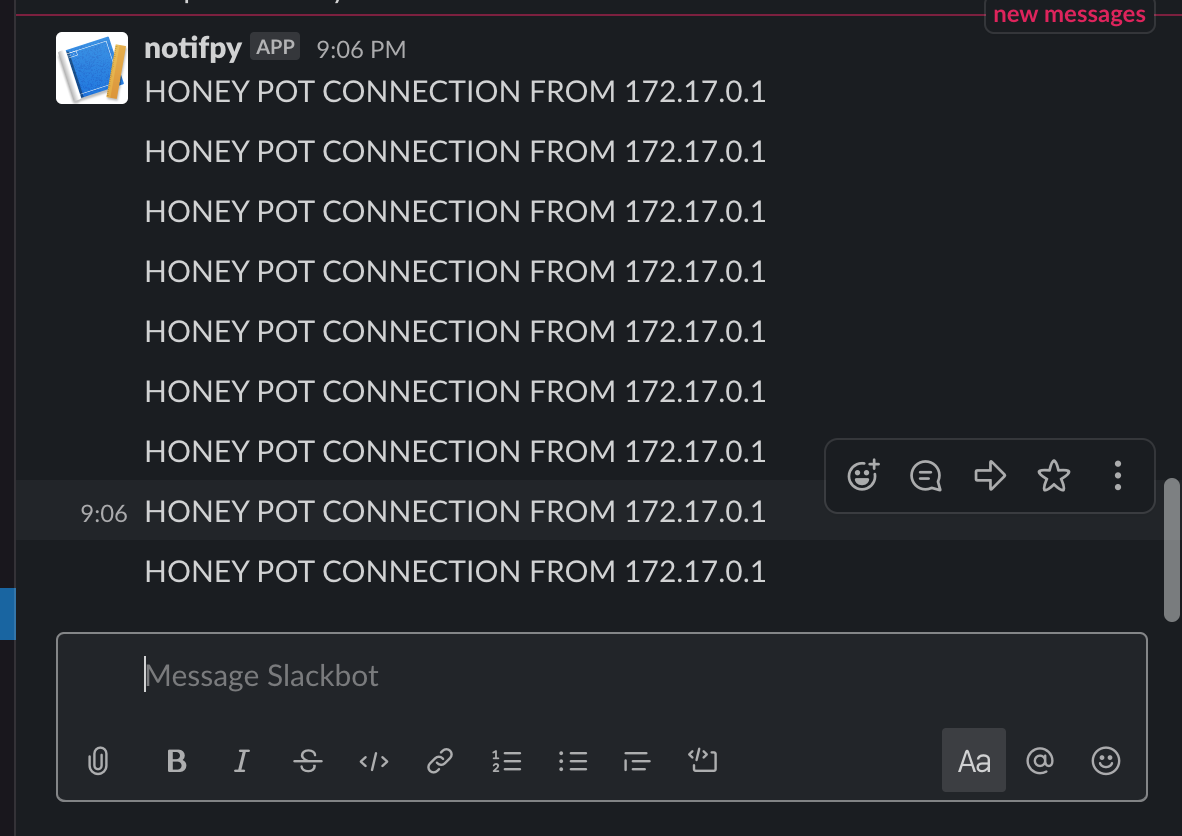 new messages
notifpy APP 9:06 PM
HONEY POT CONNECTION FROM 172.17.0.1
HONEY POT CONNECTION FROM 172.17.0.1
HONEY POT CONNECTION FROM 172.17.0.1
HONEY POT CONNECTION FROM 172.17.0.1
HONEY POT CONNECTION FROM 172.17.0.1
HONEY POT CONNECTION FROM 172.17.0.1
HONEY POT CONNECTION FROM 172.17.0.1
9:06 HONEY POT CONNECTION FROM 172.17.0.1
HONEY POT CONNECTION FROM 172.17.0.1
Message Slackbot
B I S </> Aa @